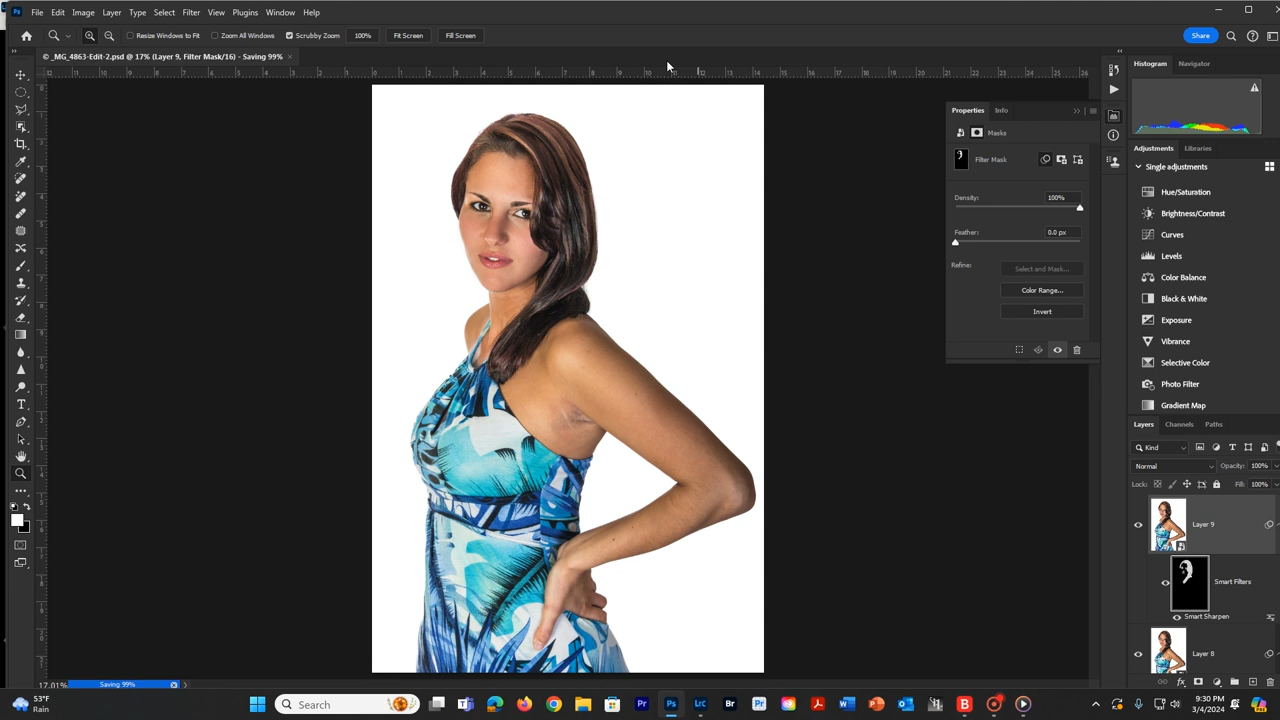 File Edit Image Layer Type Select Filter View Plugins Window Help
Resize Windows to Fit Zoom All Windows Scrubby Zoom 100% Fit Screen Fill Screen Share
© _MG_4863-Edit-2.psd @ 17% (Layer 9, Filter Mask/16) - Saving 99% ×
Histogram Navigator
Properties Info
Masks
Filter Mask
Density: 100%
Feather: 0.0 px
Refine: Select and Mask...
Color Range...
Invert
Adjustments Libraries
Single adjustments
Hue/Saturation
Brightness/Contrast
Curves
Levels
Color Balance
Black & White
Exposure
Vibrance
Selective Color
Photo Filter
Gradient Map
Layers Channels Paths
Kind
Normal Opacity: 100%
Lock: Fill: 100%
Layer 9
Smart Filters
Smart Sharpen
Layer 8
17.01% Saving 99%
53°F
Rain
Search
9:30 PM
3/4/2024